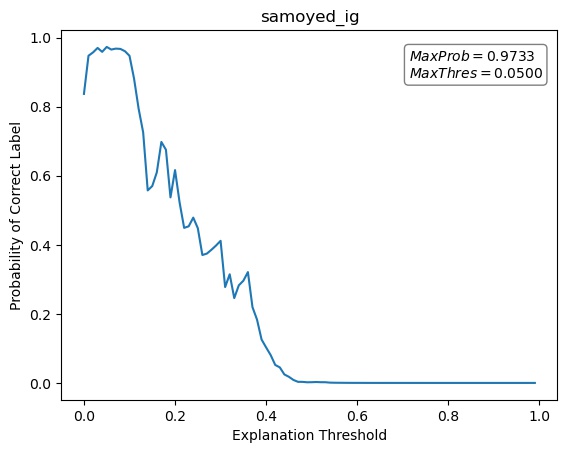 samoyed_ig
MaxProb = 0.9733
MaxThres = 0.0500
Probability of Correct Label
1.0
0.8
0.6
0.4
0.2
0.0
0.0 0.2 0.4 0.6 0.8 1.0
Explanation Threshold